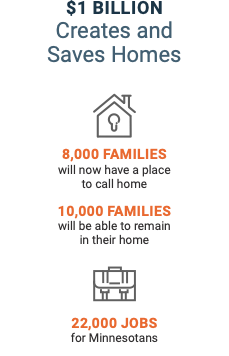 $1 BILLION
Creates and
Saves Homes
8,000 FAMILIES
will now have a place
to call home
10,000 FAMILIES
will be able to remain
in their home
22,000 JOBS
for Minnesotans